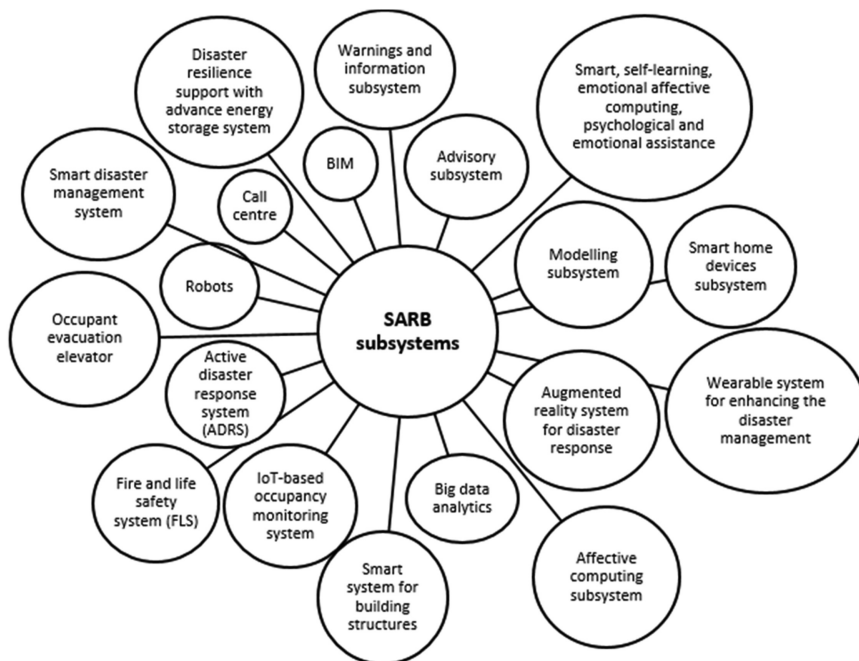 Disaster
resilience
support with
advance energy
storage system
Warnings and
information
subsystem
Smart, self-learning,
emotional affective
computing,
psychological and
emotional assistance
BIM
Advisory
subsystem
Smart disaster
management
system
Call
centre
Modelling
subsystem
Smart home
devices
subsystem
Robots
SARB
subsystems
Occupant
evacuation
elevator
Active
disaster
response
system
(ADRS)
Augmented
reality system
for disaster
response
Wearable system
for enhancing the
disaster
management
Fire and life
safety
system (FLS)
IoT-based
occupancy
monitoring
system
Big data
analytics
Smart
system for
building
structures
Affective
computing
subsystem